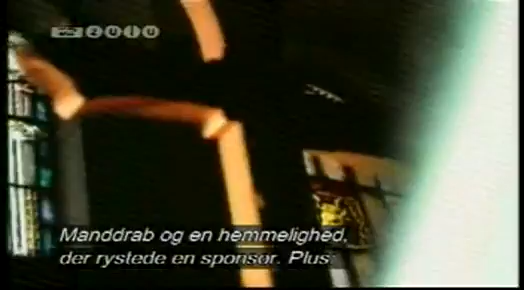 ZULU
Manddrab og en hemmelighed,
der rystede en sponsor. Plus: